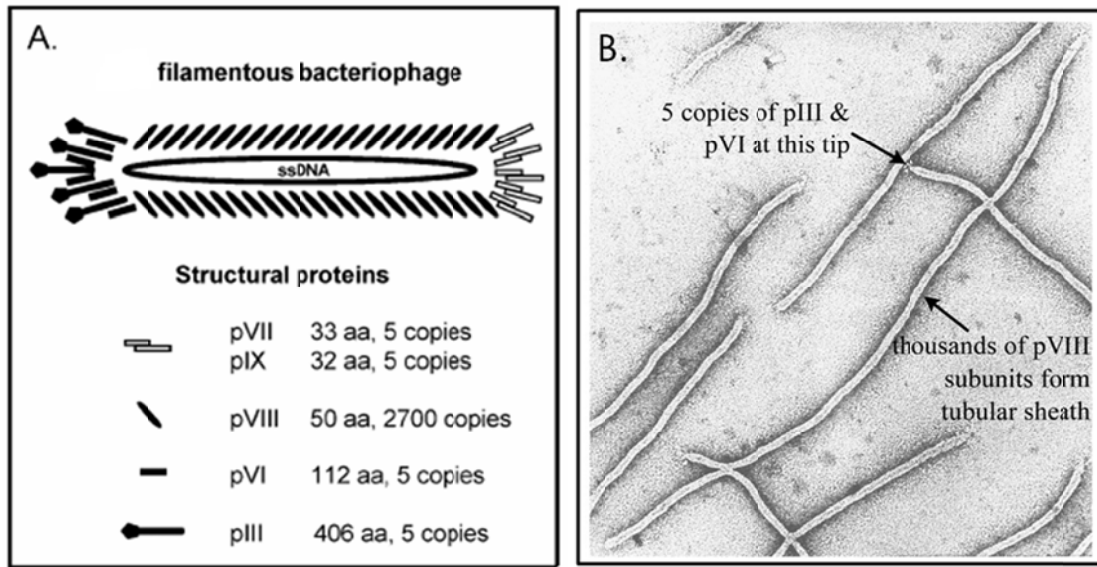 A.
filamentous bacteriophage
ssDNA
Structural proteins
pVII 33 aa, 5 copies
pIX 32 aa, 5 copies
pVIII 50 aa, 2700 copies
pVI 112 aa, 5 copies
pIII 406 aa, 5 copies
B.
5 copies of pIII &
pVI at this tip
thousands of pVIII
subunits form
tubular sheath